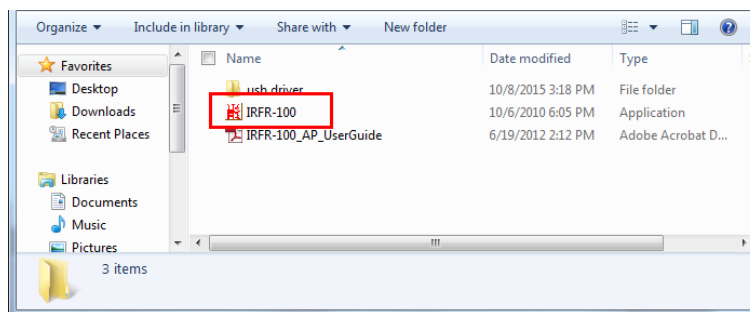 Organize Include in library Share with New folder
Favorites
Desktop
Downloads
Recent Places
Libraries
Documents
Music
Pictures
Name Date modified Type
usb driver 10/8/2015 3:18 PM File folder
IRFR-100 10/6/2010 6:05 PM Application
IRFR-100_AP_UserGuide 6/19/2012 2:12 PM Adobe Acrobat D...
3 items